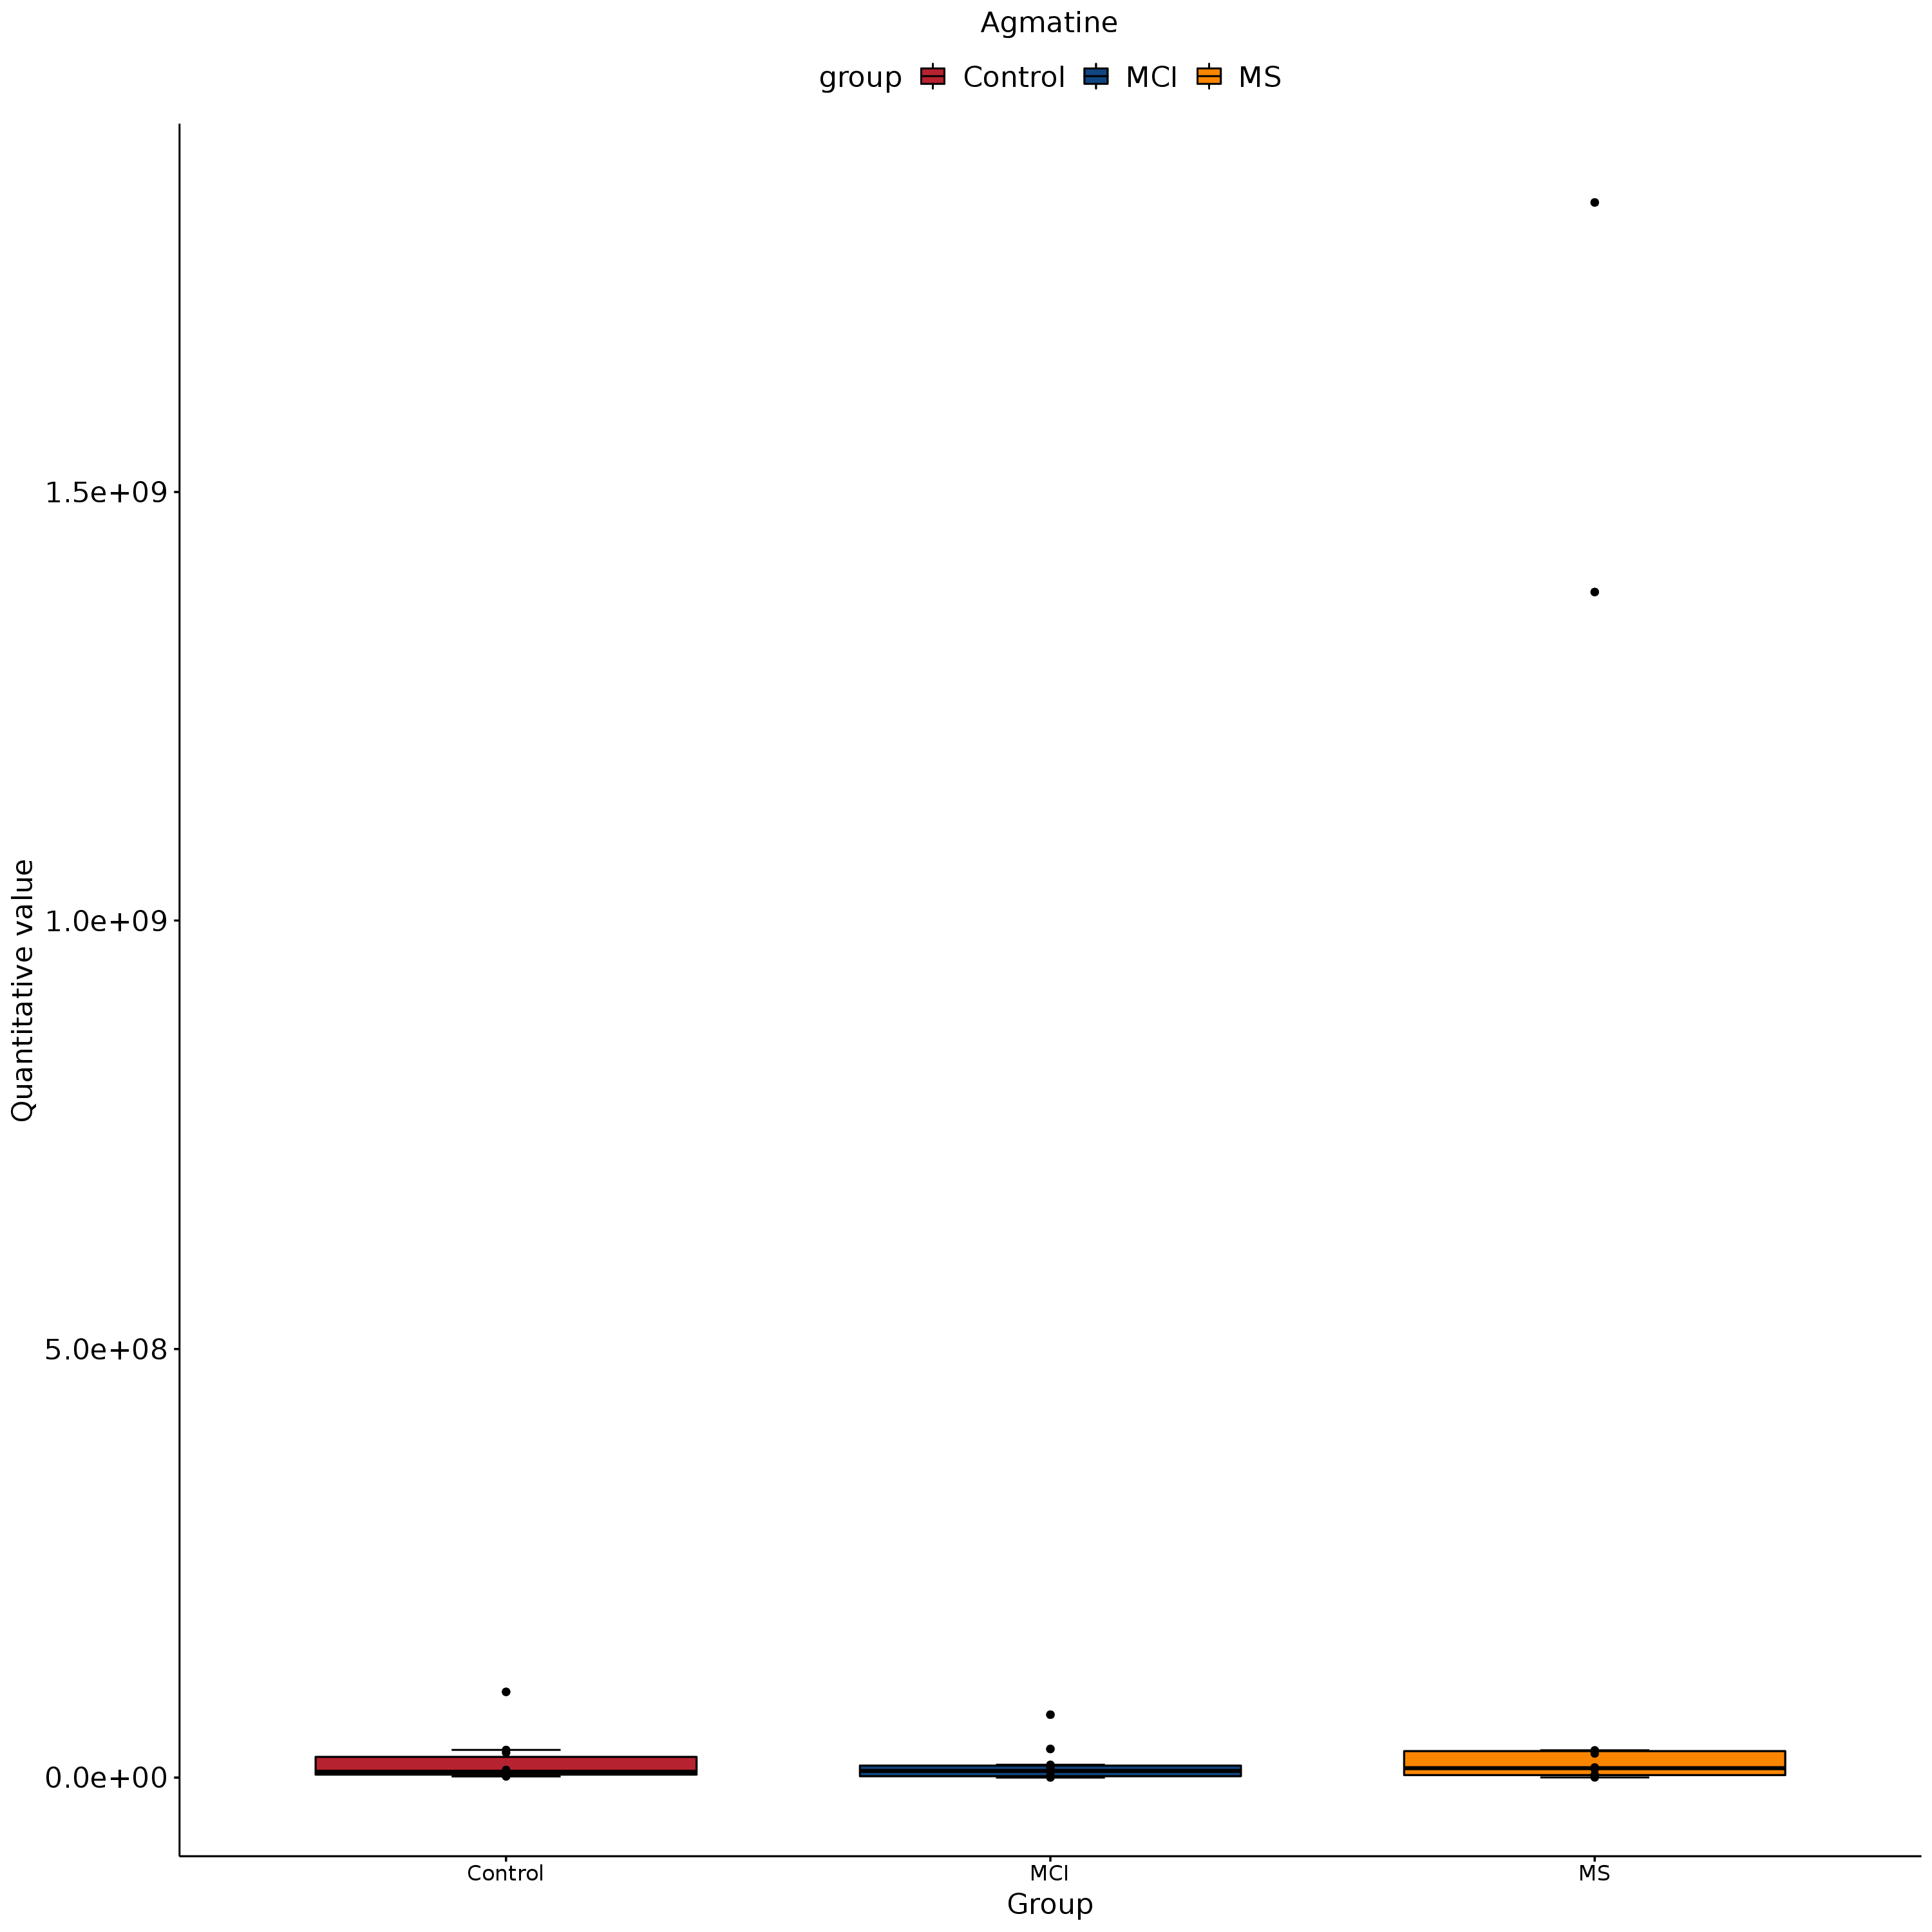 Agmatine
group Control MCI MS
Quantitative value
1.5e+09
1.0e+09
5.0e+08
0.0e+00
Control MCI MS
Group